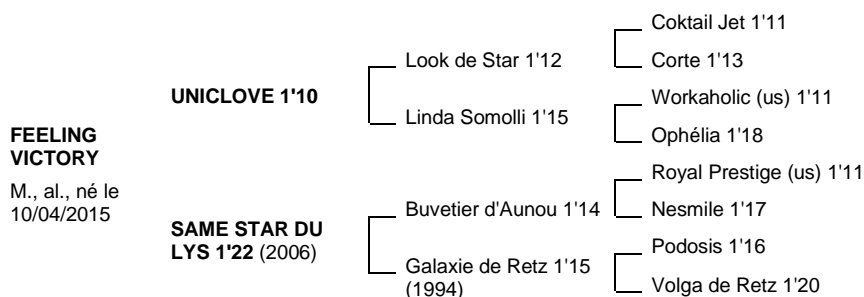 FEELING
VICTORY
M., al., né le
10/04/2015
UNICLOVE 1'10
SAME STAR DU
LYS 1'22 (2006)
Look de Star 1'12
Linda Somolli 1'15
Buvetier d'Aunou 1'14
Galaxie de Retz 1'15
(1994)
Coktail Jet 1'11
Corte 1'13
Workaholic (us) 1'11
Ophélia 1'18
Royal Prestige (us) 1'11
Nesmile 1'17
Podosis 1'16
Volga de Retz 1'20